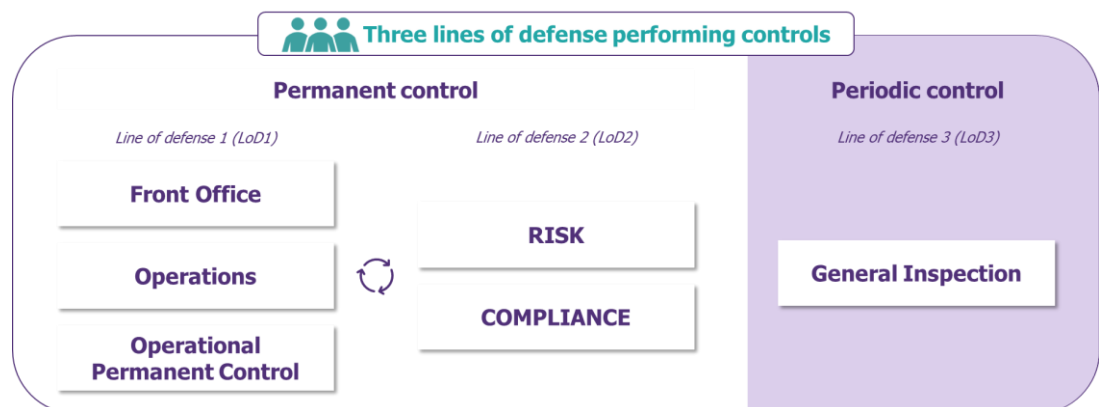 Three lines of defense performing controls
Permanent control
Periodic control
Line of defense 1 (LoD1)
Line of defense 2 (LoD2)
Line of defense 3 (LoD3)
Front Office
Operations
Operational
Permanent Control
RISK
COMPLIANCE
General Inspection